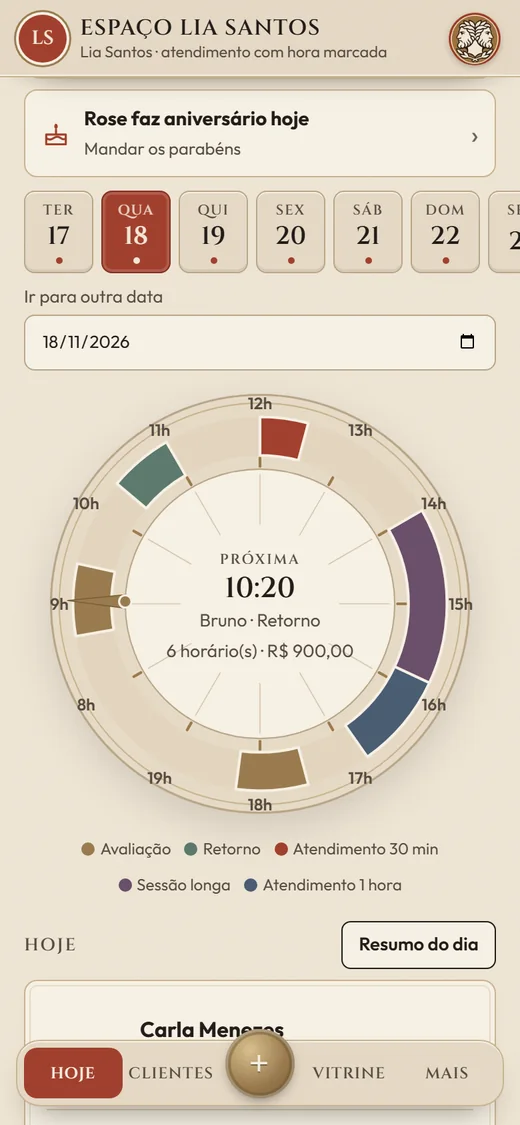 LS
ESPAÇO LIA SANTOS
Lia Santos · atendimento com hora marcada
Rose faz aniversário hoje
Mandar os parabéns
›
TER
17
QUA
18
QUI
19
SEX
20
SÁB
21
DOM
22
Ir para outra data
18/11/2026
12h
11h
13h
10h
14h
9h
15h
8h
16h
19h
17h
18h
PRÓXIMA
10:20
Bruno · Retorno
6 horário(s) · R$ 900,00
Avaliação
Retorno
Atendimento 30 min
Sessão longa
Atendimento 1 hora
HOJE
Resumo do dia
Carla Menezes
HOJE
CLIENTES
+
VITRINE
MAIS